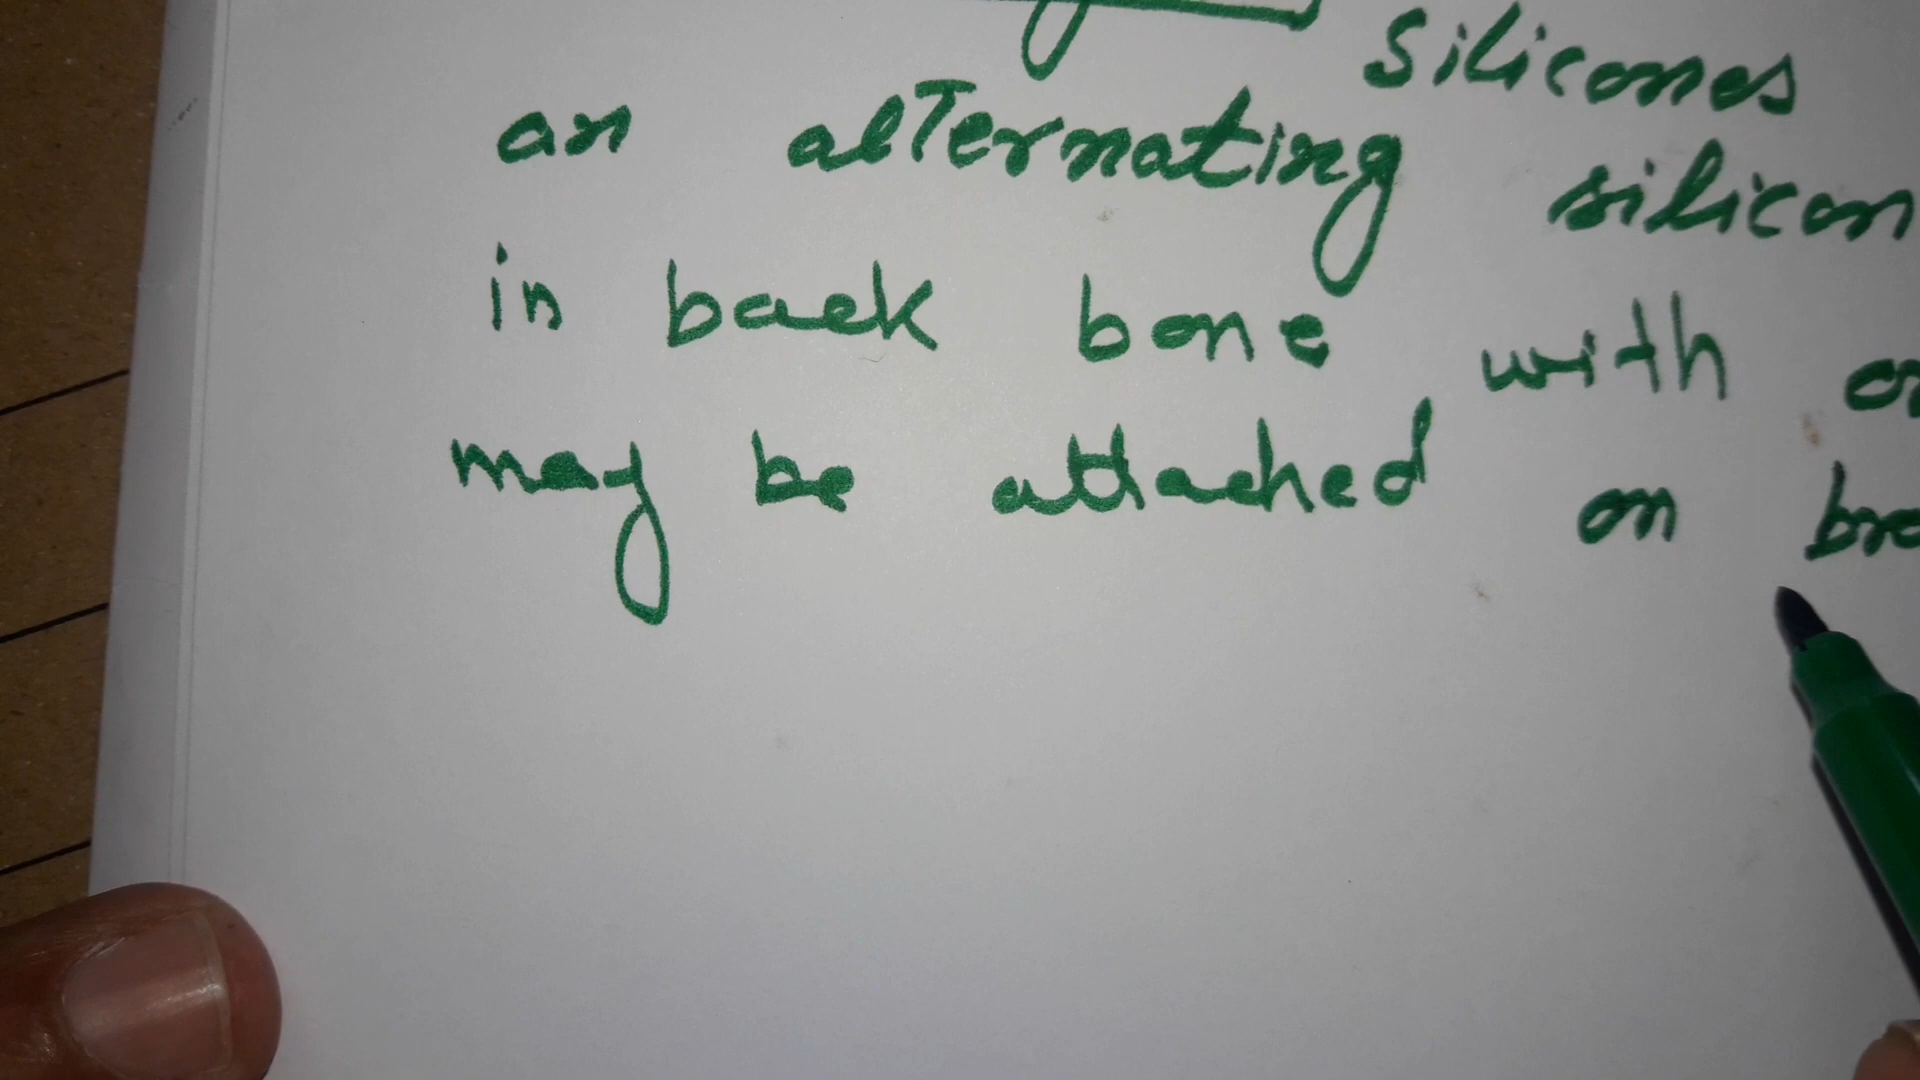 Silicones
an alternating silicon
in back bone with
may be attached on